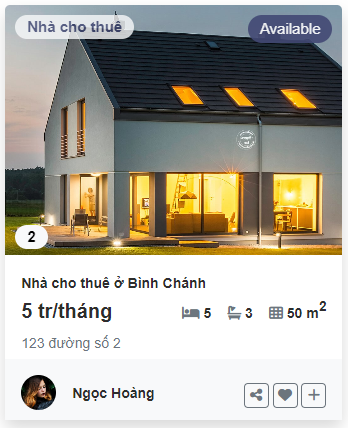 Nhà cho thuê
Available
2
Nhà cho thuê ở Bình Chánh
5 tr/tháng
5
3
50 m2
123 đường số 2
Ngọc Hoàng